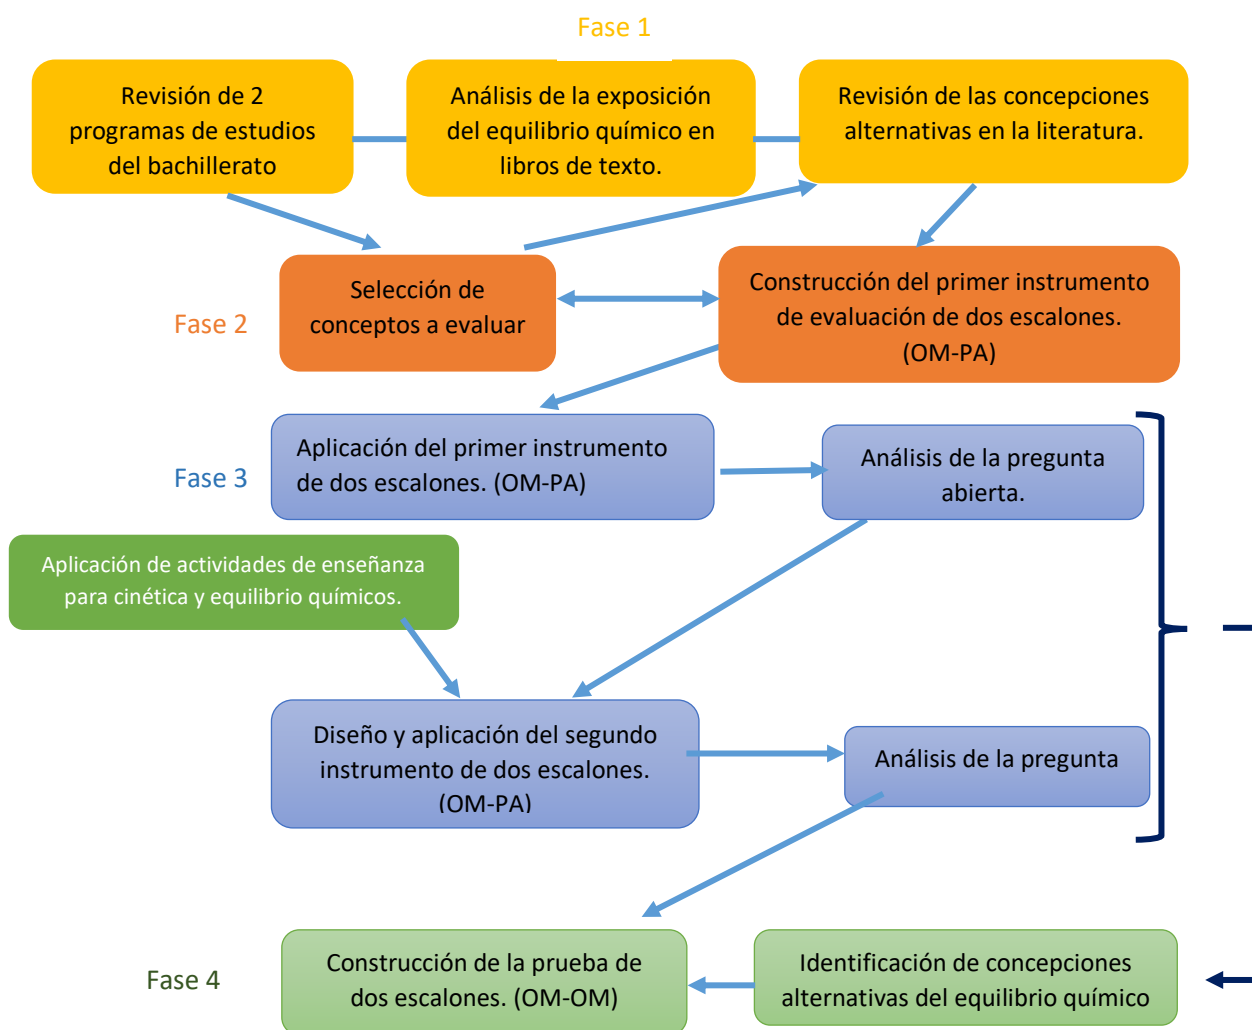 Fase 1
Revisión de 2
programas de estudios
del bachillerato
Análisis de la exposición
del equilibrio químico en
libros de texto.
Revisión de las concepciones
alternativas en la literatura.
Fase 2
Selección de
conceptos a evaluar
Construcción del primer instrumento
de evaluación de dos escalones.
(OM-PA)
Fase 3
Aplicación del primer instrumento
de dos escalones. (OM-PA)
Análisis de la pregunta
abierta.
Aplicación de actividades de enseñanza
para cinética y equilibrio químicos.
Diseño y aplicación del segundo
instrumento de dos escalones.
(OM-PA)
Análisis de la pregunta
Fase 4
Construcción de la prueba de
dos escalones. (OM-OM)
Identificación de concepciones
alternativas del equilibrio químico